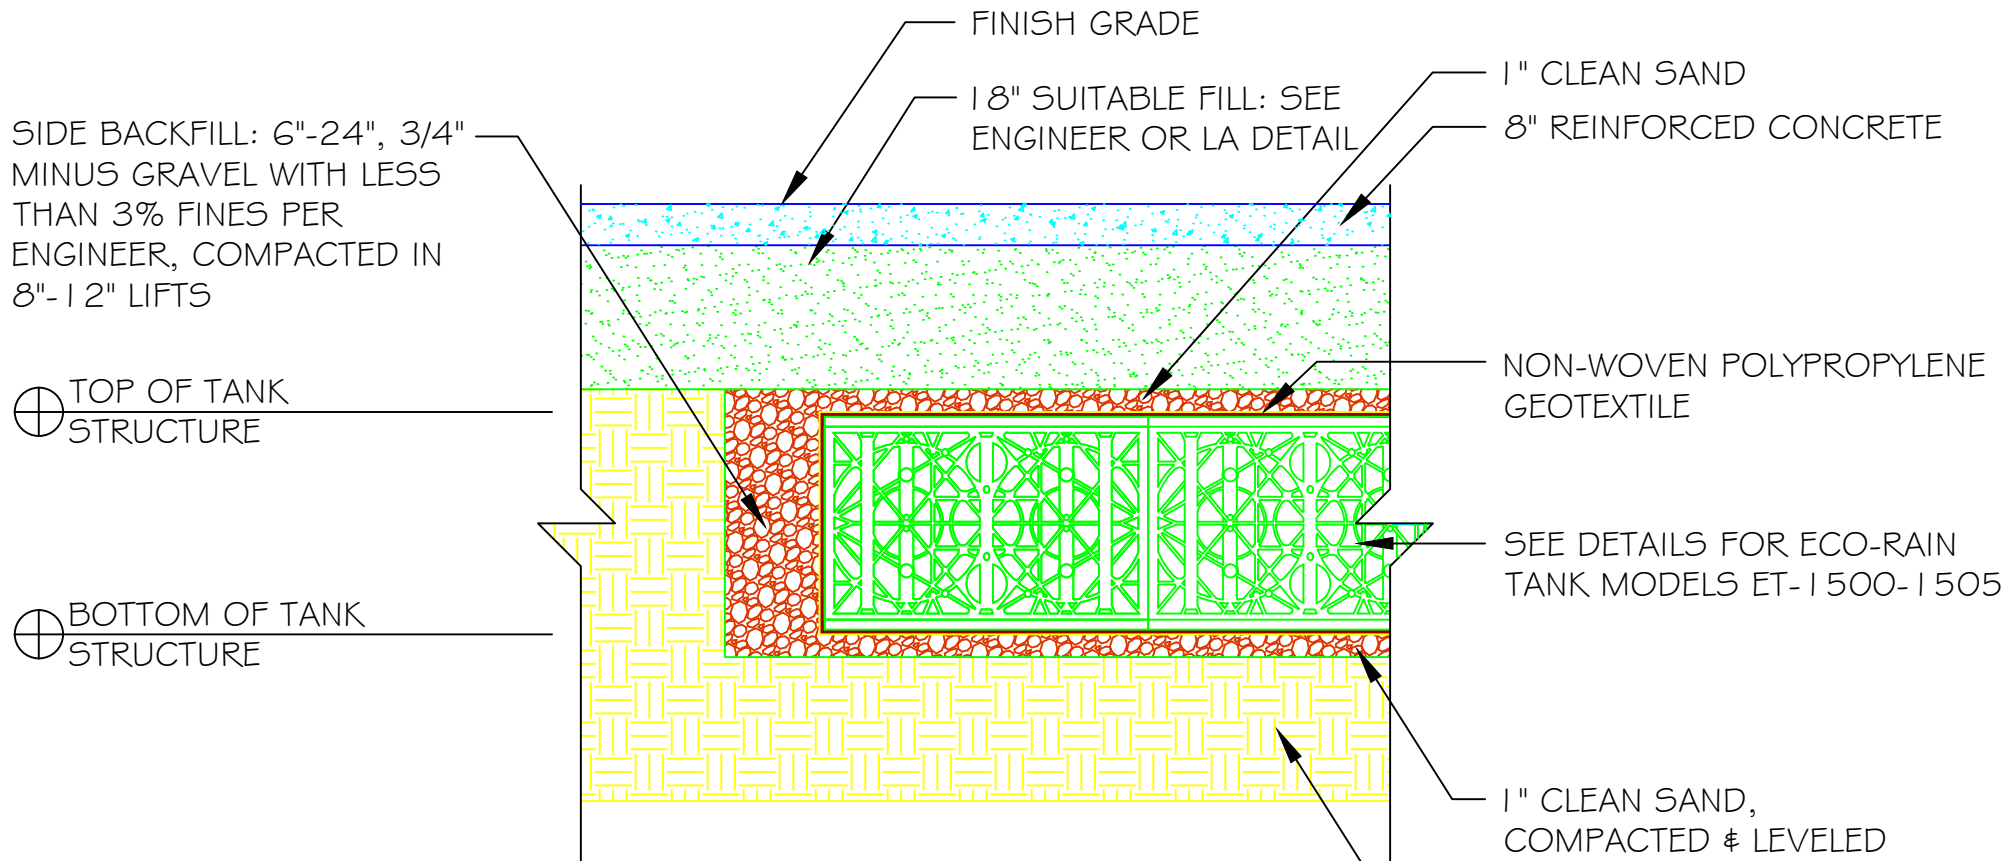 FINISH GRADE
18" SUITABLE FILL: SEE
ENGINEER OR LA DETAIL
1" CLEAN SAND
8" REINFORCED CONCRETE
SIDE BACKFILL: 6"-24", 3/4"
MINUS GRAVEL WITH LESS
THAN 3% FINES PER
ENGINEER, COMPACTED IN
8"-12" LIFTS
TOP OF TANK
STRUCTURE
NON-WOVEN POLYPROPYLENE
GEOTEXTILE
SEE DETAILS FOR ECO-RAIN
TANK MODELS ET-1500-1505
BOTTOM OF TANK
STRUCTURE
1" CLEAN SAND,
COMPACTED & LEVELED